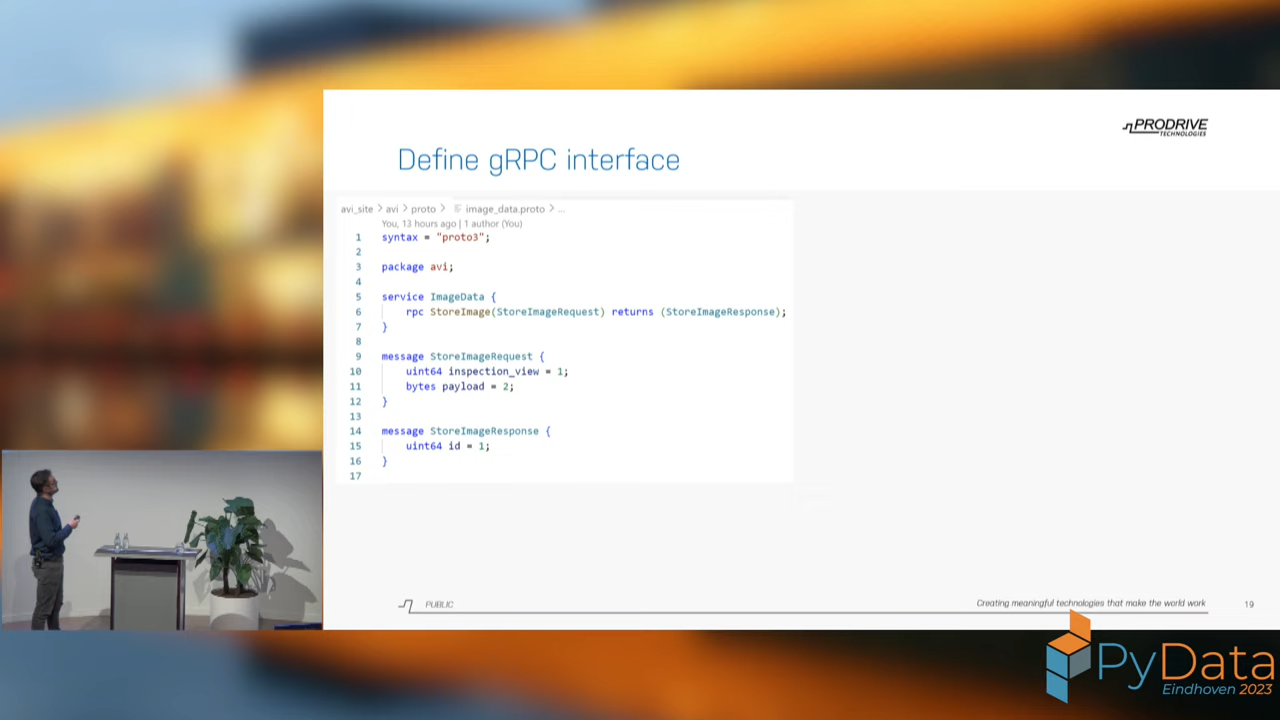 PRODRIVE
TECHNOLOGIES
Define gRPC interface
avi_site > avi > proto > image_data.proto > ...
You, 13 hours ago | 1 author (You)
1 syntax = "proto3";
2
3 package avi;
4
5 service ImageData {
6 rpc StoreImage(StoreImageRequest) returns (StoreImageResponse);
7 }
8
9 message StoreImageRequest {
10 uint64 inspection_view = 1;
11 bytes payload = 2;
12 }
13
14 message StoreImageResponse {
15 uint64 id = 1;
16 }
17
PUBLIC
Creating meaningful technologies that make the world work
19
PyData
Eindhoven 2023